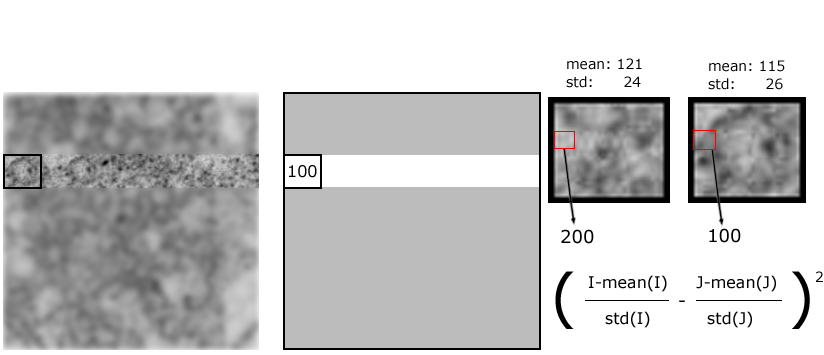 mean: 121
std: 24
mean: 115
std: 26
100
200
100
( I-mean(I) / std(I) - J-mean(J) / std(J) )2